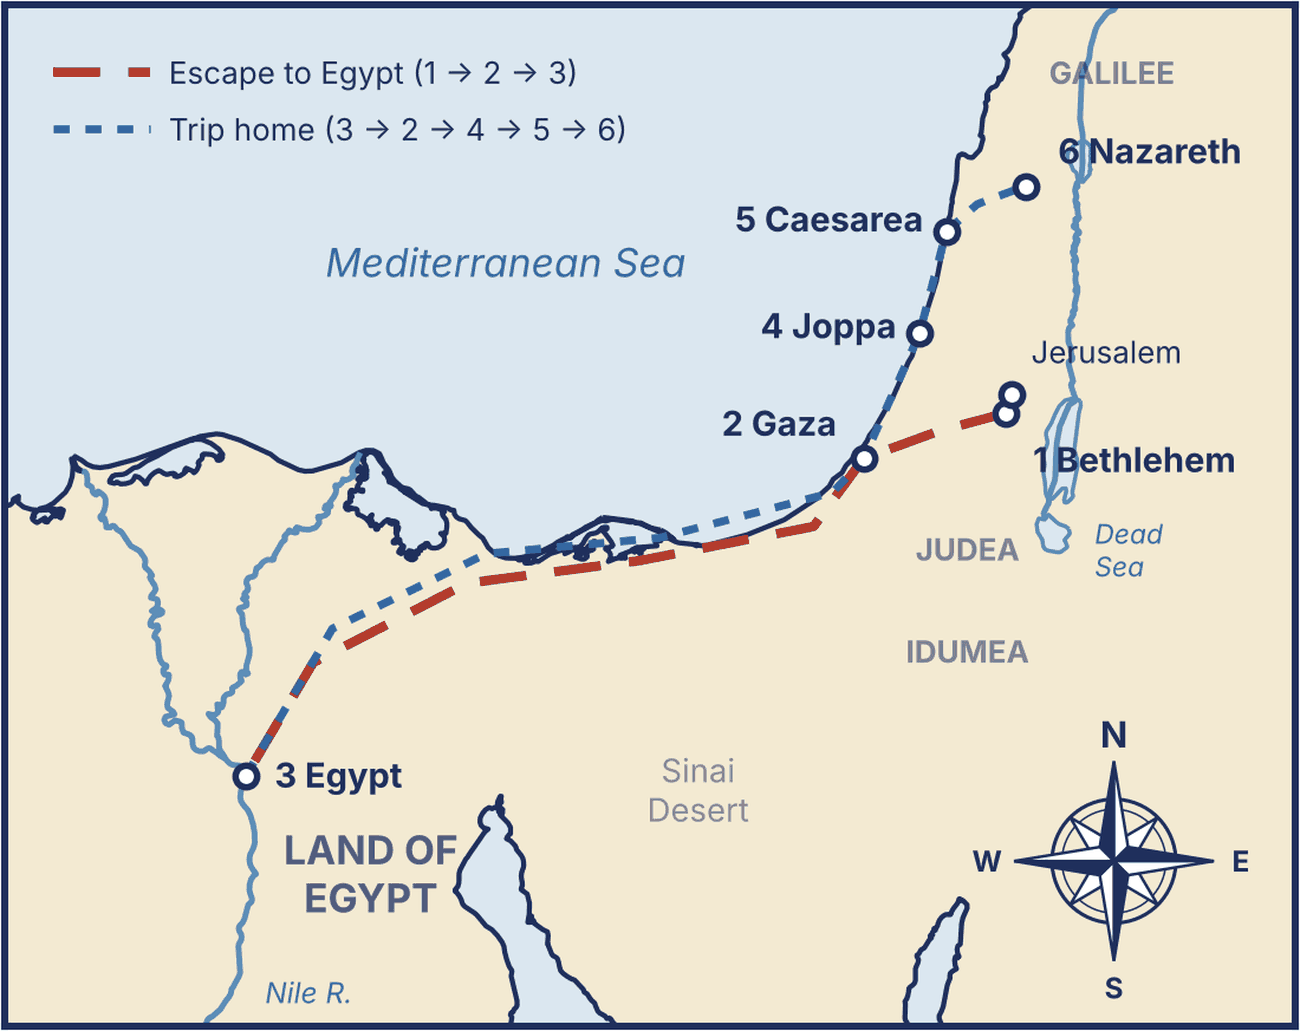 Escape to Egypt (1 → 2 → 3)
Trip home (3 → 2 → 4 → 5 → 6)
GALILEE
6 Nazareth
5 Caesarea
Mediterranean Sea
4 Joppa
Jerusalem
2 Gaza
1 Bethlehem
Dead
Sea
JUDEA
IDUMEA
Sinai
Desert
3 Egypt
LAND OF
EGYPT
Nile R.
N
W
E
S